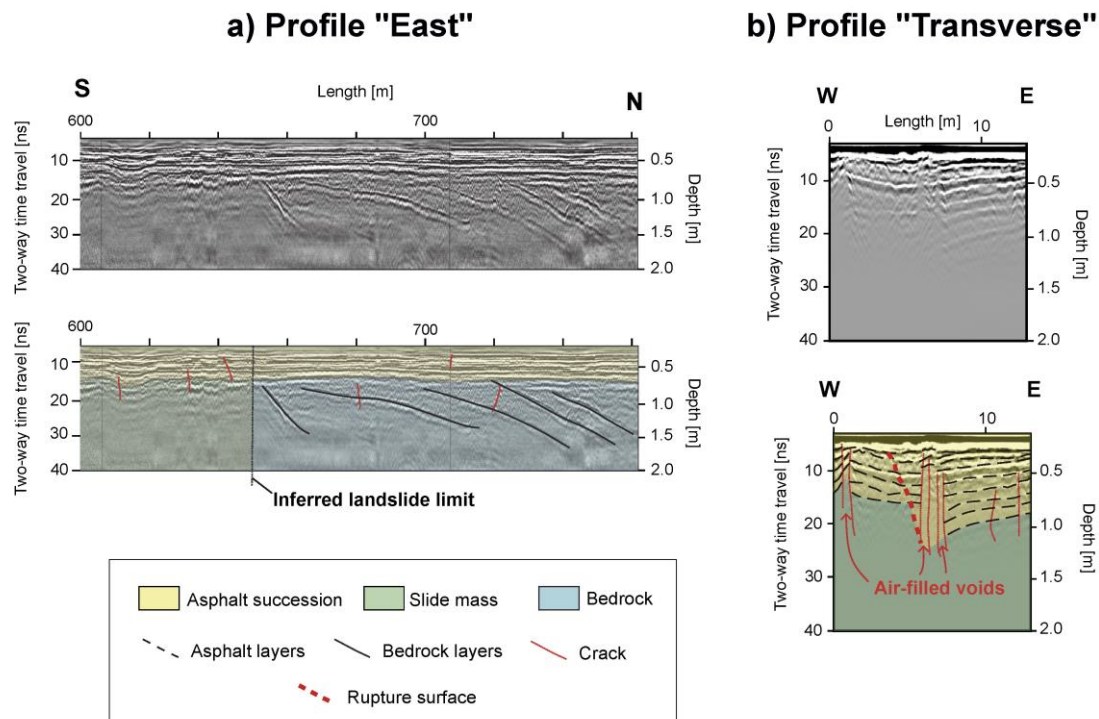 a) Profile "East"
S
Length [m]
N
600
700
Two-way time travel [ns]
10
20
30
40
0.5
1.0
1.5
2.0
Depth [m]
600
700
Two-way time travel [ns]
10
20
30
40
0.5
1.0
1.5
2.0
Depth [m]
Inferred landslide limit
b) Profile "Transverse"
W
E
Length [m]
0
10
Two-way time travel [ns]
10
20
30
40
0.5
1.0
1.5
2.0
Depth [m]
W
E
0
10
Two-way time travel [ns]
10
20
30
40
0.5
1.0
1.5
2.0
Depth [m]
Air-filled voids
Asphalt succession
Slide mass
Bedrock
Asphalt layers
Bedrock layers
Crack
Rupture surface